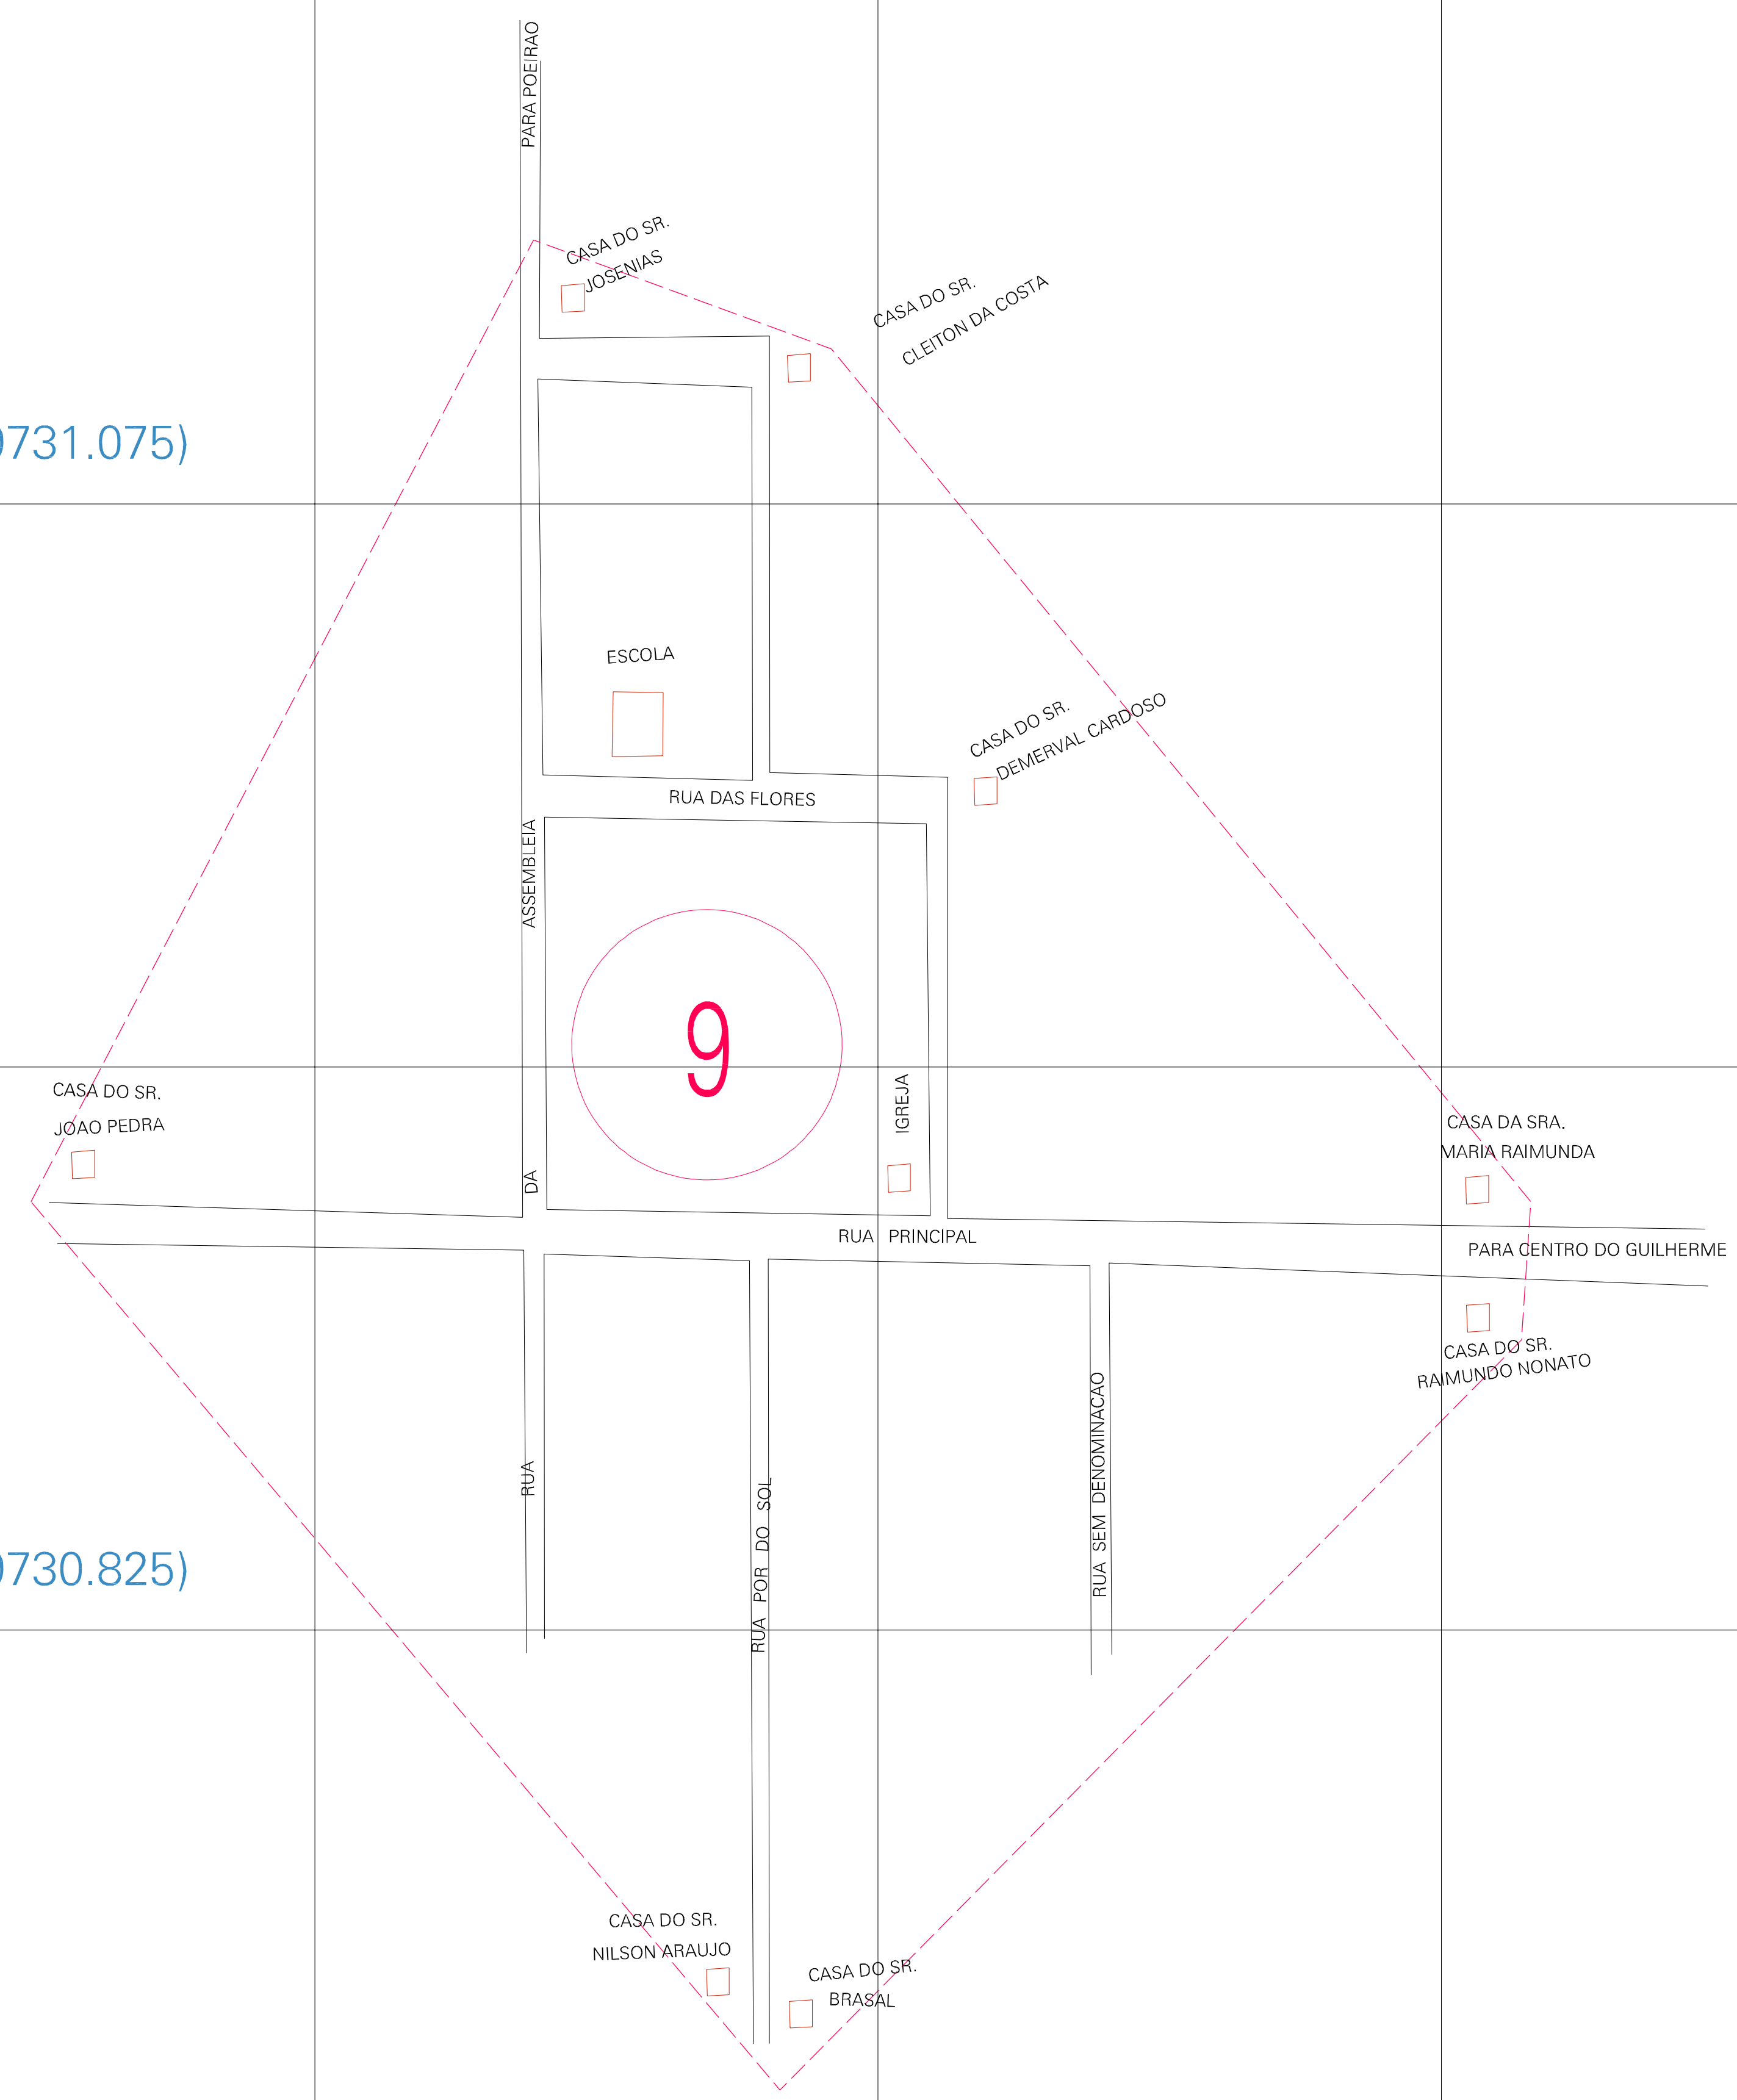 PARA POEIRAO
CASA DO SR.
JOSENIAS
CASA DO SR.
CLEITON DA COSTA
0731.075)
ESCOLA
CASA DO SR.
DEMERVAL CARDOSO
RUA DAS FLORES
RUA DA ASSEMBLEIA
9
IGREJA
CASA DO SR.
JOAO PEDRA
CASA DA SRA.
MARIA RAIMUNDA
RUA PRINCIPAL
PARA CENTRO DO GUILHERME
CASA DO SR.
RAIMUNDO NONATO
RUA SEM DENOMINACAO
RUA POR DO SOL
0730.825)
CASA DO SR.
NILSON ARAUJO
CASA DO SR.
BRASAL